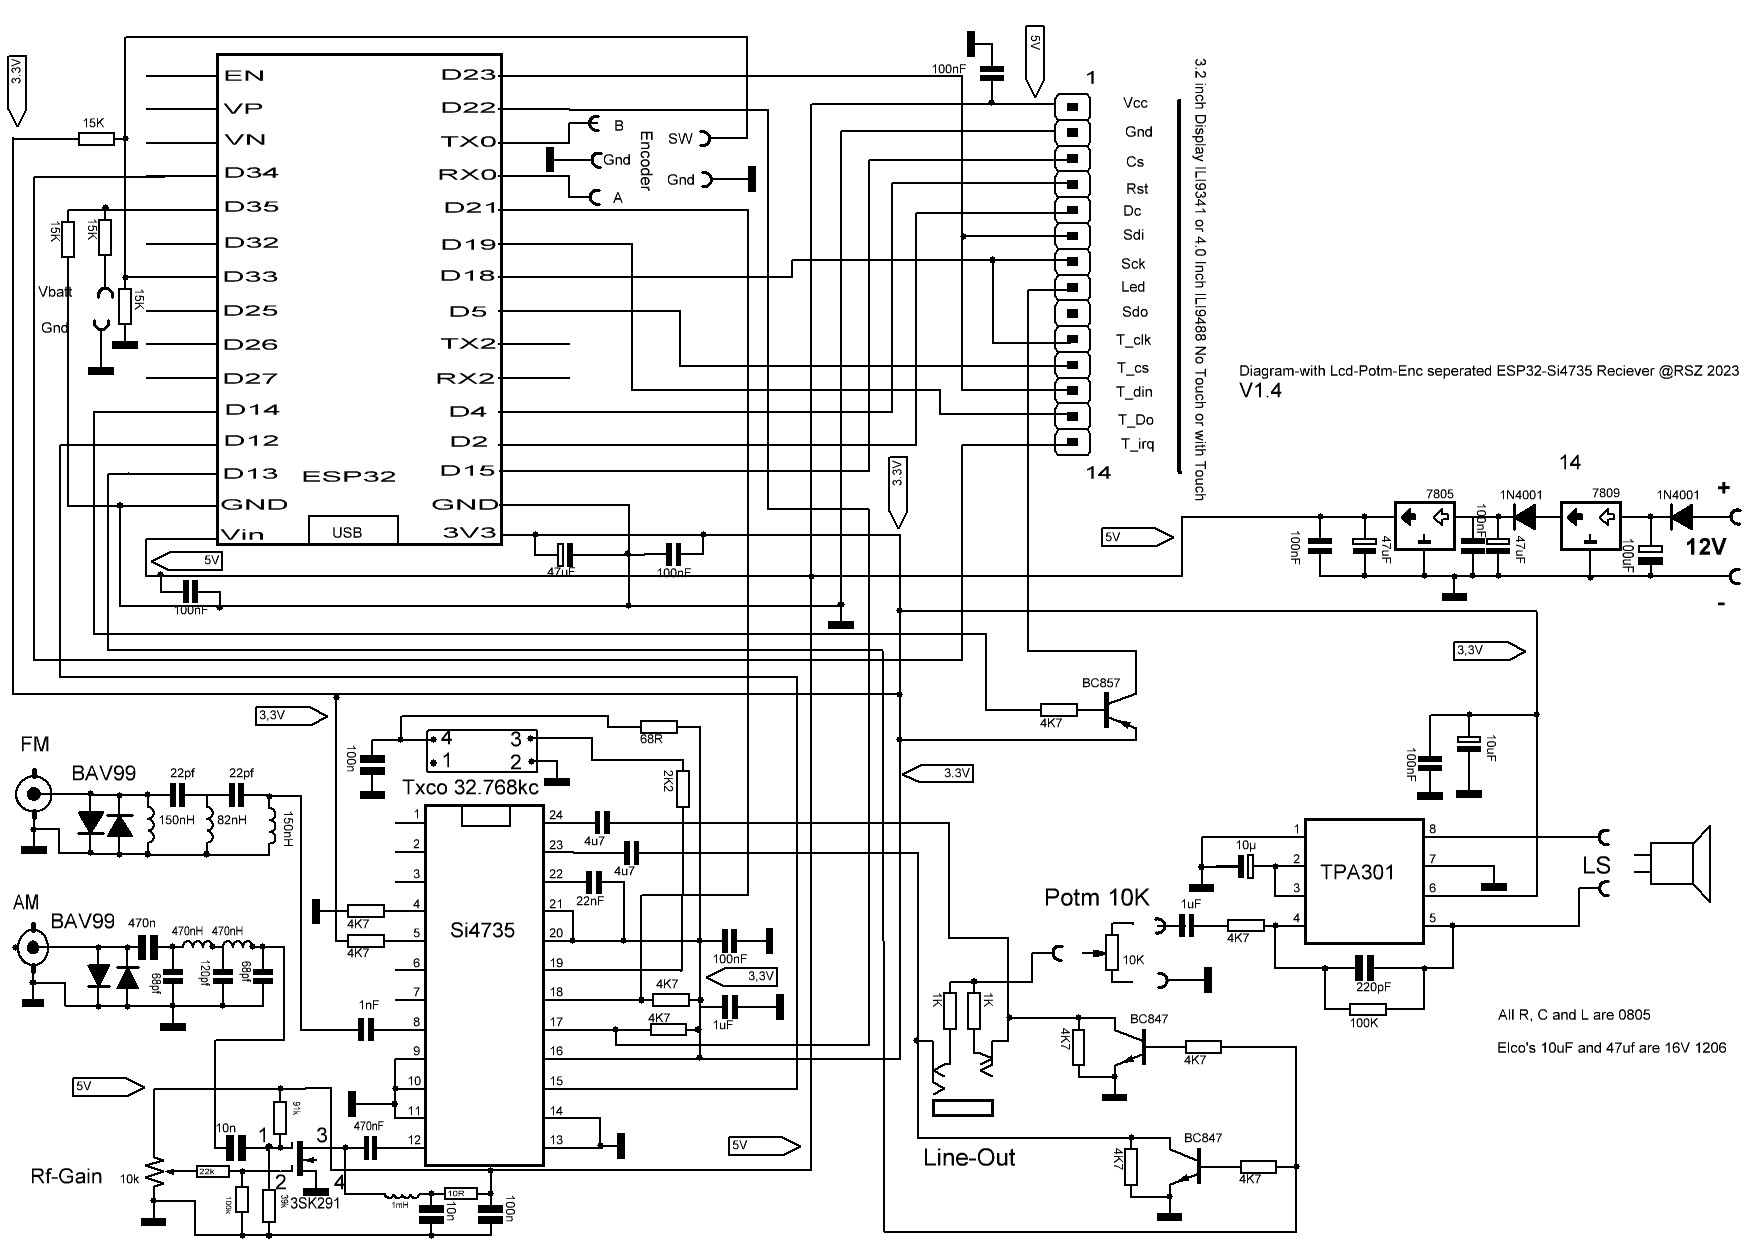 3.3V
15K
EN
VP
VN
D34
D35
D32
D33
D25
D26
D27
D14
D12
D13
GND
Vin
D23
D22
TX0
RX0
D21
D19
D18
D5
TX2
RX2
D4
D2
D15
GND
3V3
ESP32
USB
15K
15K
15K
Vbatt
Gnd
B
Gnd
A
Encoder
SW
Gnd
100nF
5V
1
Vcc
Gnd
Cs
Rst
Dc
Sdi
Sck
Led
Sdo
T_clk
T_cs
T_din
T_Do
T_irq
14
3.2 inch Display ILI9341 or 4.0 Inch ILI9488 No Touch or with Touch
Diagram-with Lcd-Potm-Enc seperated ESP32-Si4735 Reciever @RSZ 2023
V1.4
14
7805
1N4001
7809
1N4001
+
12V
-
100nF
47uF
100nF
47uF
100uF
5V
3.3V
5V
100nF
47uF
100nF
3,3V
BC857
4K7
3,3V
3.3V
68R
100n
4
3
1
2
Txco 32.768kc
2K2
FM
BAV99
22pf
22pf
150nH
82nH
150nH
AM
BAV99
470n
470nH
470nH
68pf
120pf
68pf
1
2
3
4
5
6
7
8
9
10
11
12
24
23
22
21
20
19
18
17
16
15
14
13
Si4735
4K7
4K7
1nF
4u7
4u7
22nF
100nF
3,3V
4K7
1uF
4K7
5V
470nF
5V
Rf-Gain
10k
10n
91k
1
3
2
4
22k
100k
39k
3SK291
1mH
10R
10n
100n
1K
1K
Line-Out
Potm 10K
10K
1uF
4K7
10µ
1
2
3
4
8
7
6
5
TPA301
100nF
10uF
LS
220pF
100K
BC847
4K7
4K7
BC847
4K7
4K7
All R, C and L are 0805
Elco's 10uF and 47uf are 16V 1206